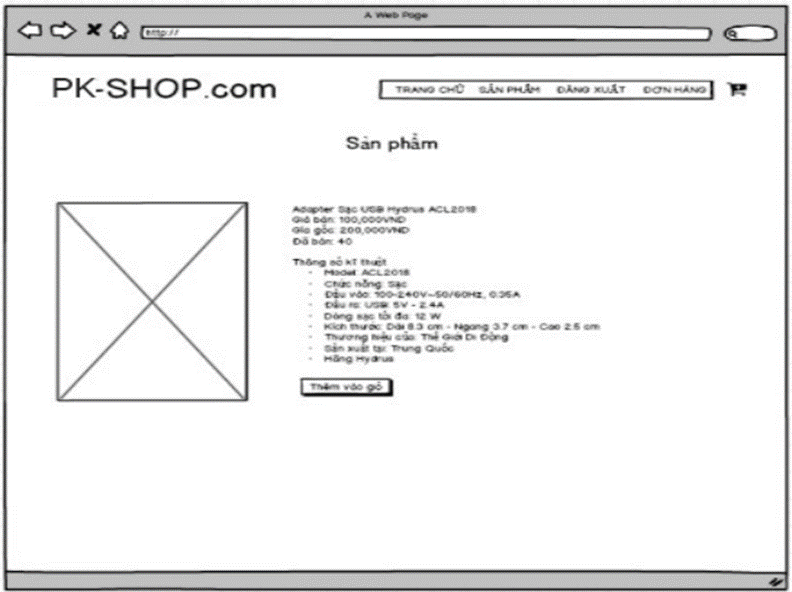 A Web Page
http://
PK-SHOP.com
TRANG CHỦ SẢN PHẨM ĐĂNG XUẤT ĐƠN HÀNG
Sản phẩm
Adapter Sạc USB Hydrus ACL2018
Giá bán: 100,000VND
Gía gốc: 200,000VND
Đã bán: 40
Thông số kĩ thuật
· Model: ACL2018
· Chức năng: Sạc
· Đầu vào: 100-240V~50/60Hz, 0.35A
· Đầu ra: USB: 5V - 2.4A
· Dòng sạc tối đa: 12 W
· Kích thước: Dài 8.3 cm - Ngang 3.7 cm - Cao 2.5 cm
· Thương hiệu của: Thế Giới Di Động
· Sản xuất tại: Trung Quốc
· Hãng Hydrus
Thêm vào giỏ